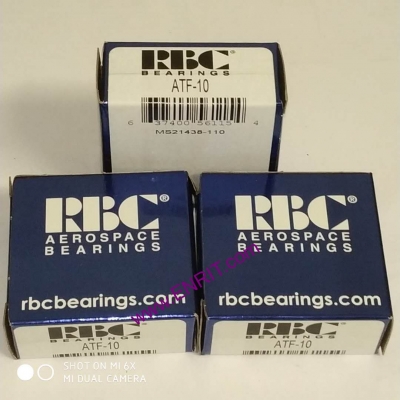 RBC
BEARINGS
ATF-10
6 37400 56115 4
MS21438-110
RBC®
AEROSPACE
BEARINGS
rbcbearings.com
RBC
BEARINGS
ATF-10
RBC®
AEROSPACE
BEARINGS
rbcbearings.com
RBC
BEARINGS
ATF-10
SHOT ON MI 6X
MI DUAL CAMERA